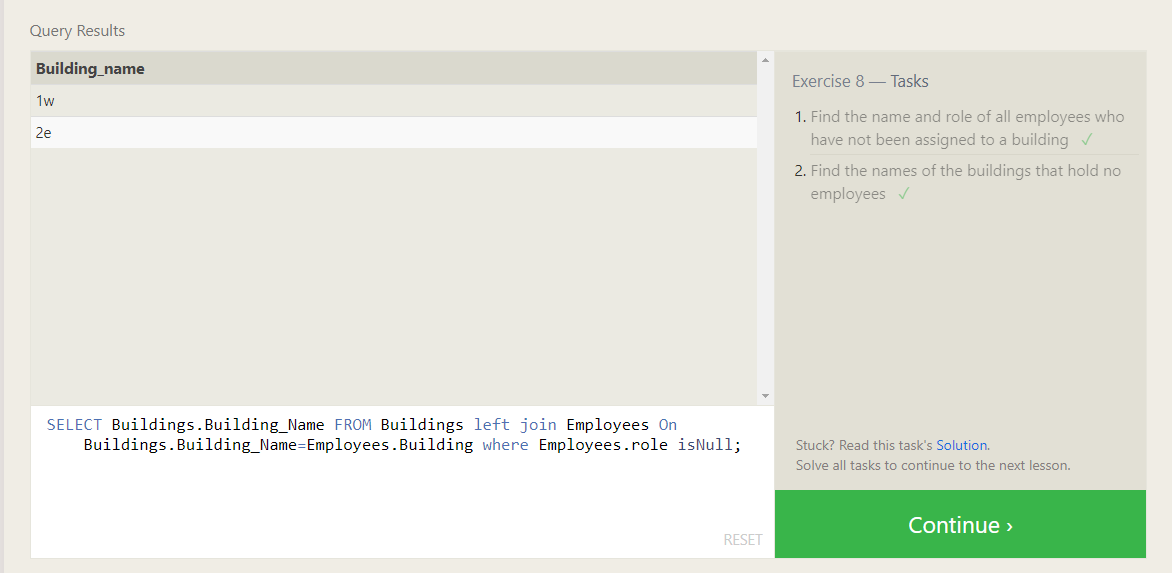 Query Results
Building_name
1w
2e
SELECT Buildings.Building_Name FROM Buildings left join Employees On
Buildings.Building_Name=Employees.Building where Employees.role isNull;
RESET
Exercise 8 — Tasks
1. Find the name and role of all employees who
have not been assigned to a building ✓
2. Find the names of the buildings that hold no
employees ✓
Stuck? Read this task's Solution.
Solve all tasks to continue to the next lesson.
Continue ›